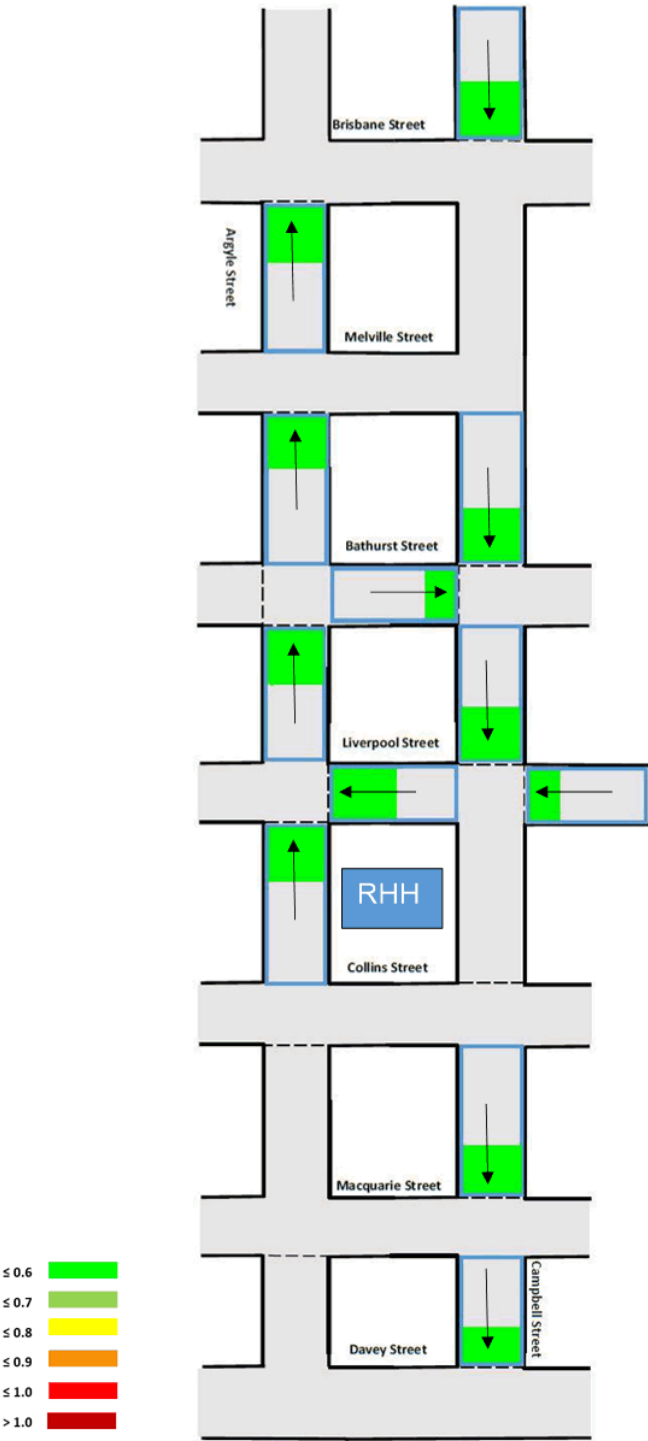 Brisbane Street
Argyle Street
Melville Street
Bathurst Street
Liverpool Street
RHH
Collins Street
Macquarie Street
Campbell Street
Davey Street
≤ 0.6
≤ 0.7
≤ 0.8
≤ 0.9
≤ 1.0
> 1.0